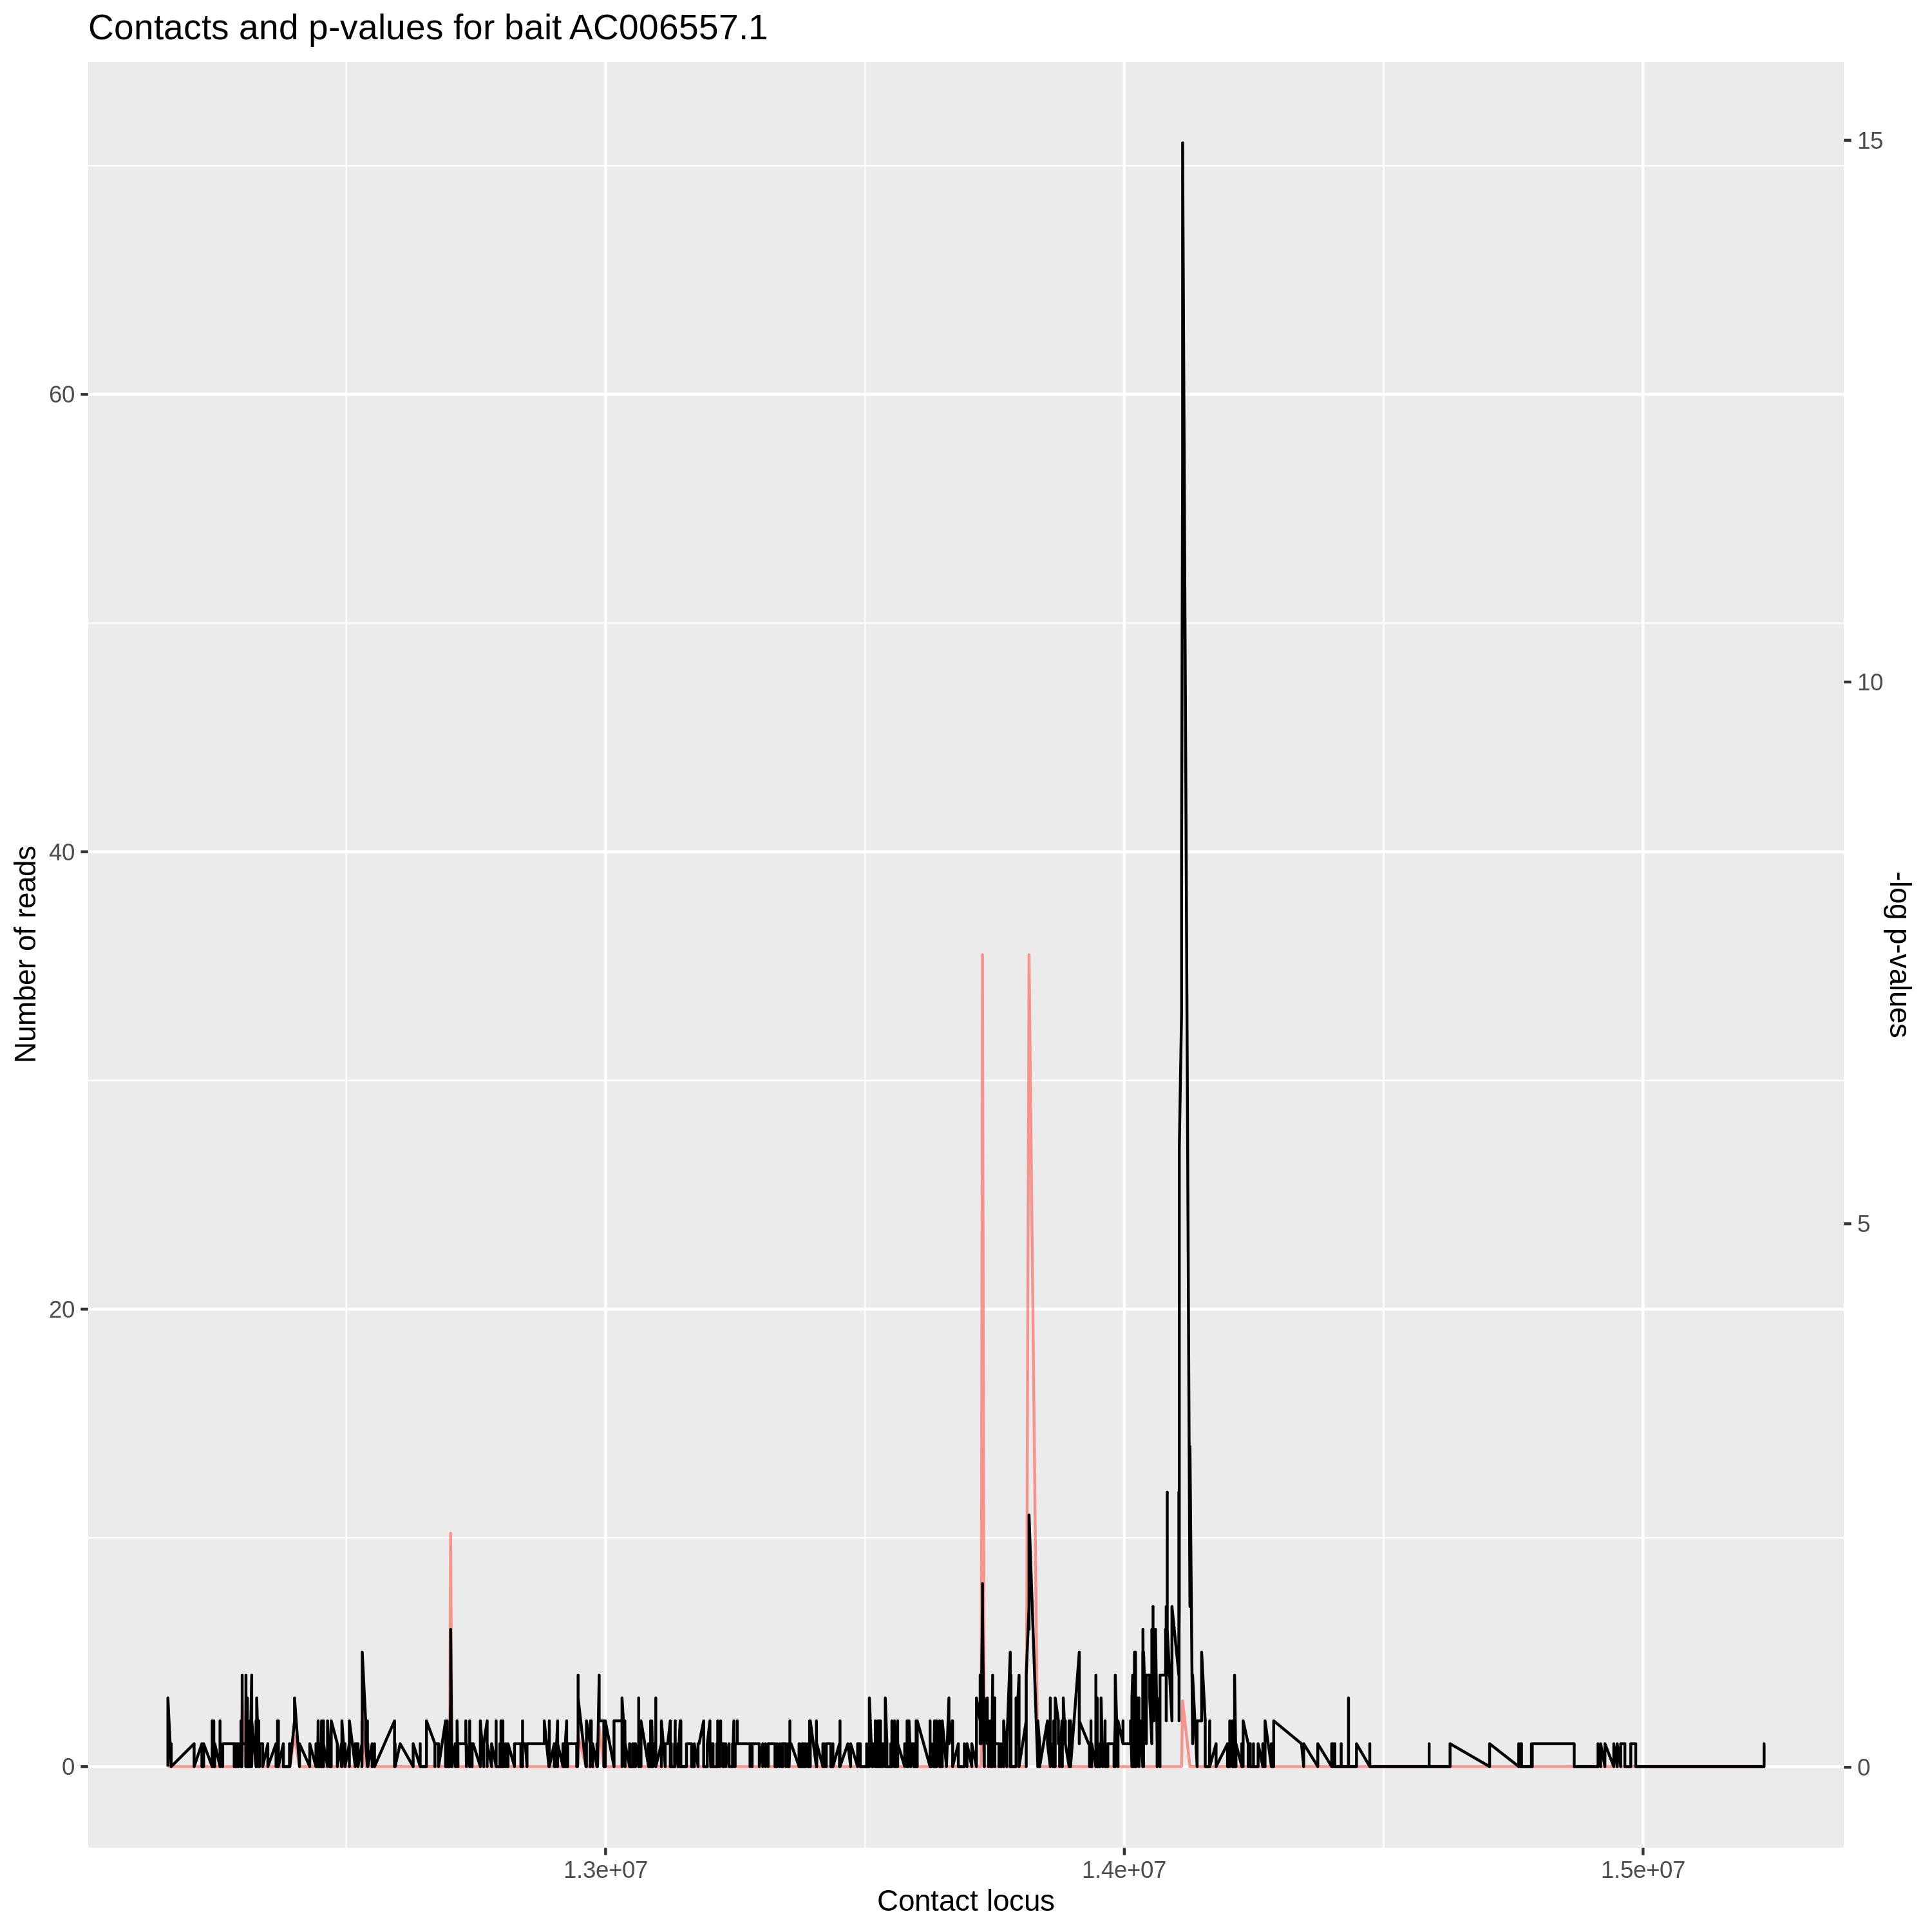 Contacts and p-values for bait AC006557.1
60
40
20
0
Number of reads
15
10
5
0
-log p-values
1.3e+07
1.4e+07
1.5e+07
Contact locus